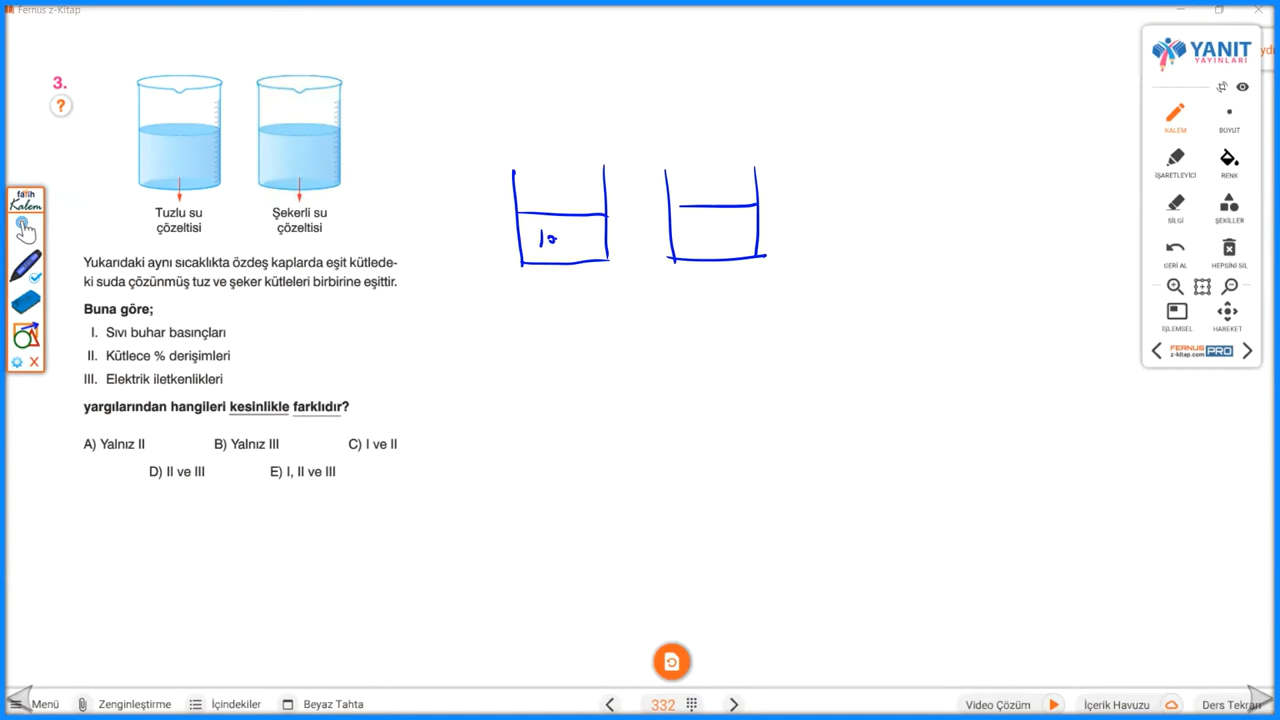 Fernus z-Kitap
3.
?
Tuzlu su
çözeltisi
Şekerli su
çözeltisi
Yukarıdaki aynı sıcaklıkta özdeş kaplarda eşit kütlede-
ki suda çözünmüş tuz ve şeker kütleleri birbirine eşittir.
Buna göre;
I. Sıvı buhar basınçları
II. Kütlece % derişimleri
III. Elektrik iletkenlikleri
yargılarından hangileri kesinlikle farklıdır?
A) Yalnız II B) Yalnız III C) I ve II
D) II ve III E) I, II ve III
fatih
Kalem
YANIT
YAYINLARI
KALEM BOYUT
İŞARETLEYİCİ RENK
SİLGİ ŞEKİLLER
GERİ AL HEPSİNİ SİL
İŞLEMSEL HAREKET
FERNUS
z-kitap.com PRO
Menü Zenginleştirme İçindekiler Beyaz Tahta 332 Video Çözüm İçerik Havuzu Ders Tekrarı